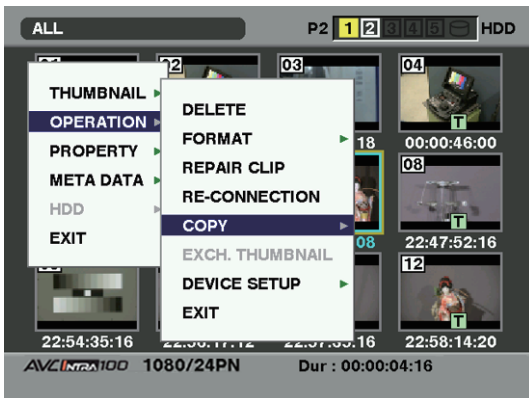 ALL P2 1 2 3 4 5 HDD
02 03 04
THUMBNAIL
OPERATION
PROPERTY
META DATA
HDD
EXIT
DELETE
FORMAT
REPAIR CLIP
RE-CONNECTION
COPY
EXCH. THUMBNAIL
DEVICE SETUP
EXIT
18 T 00:00:46:00
08
08 T 22:47:52:16
12
T
22:54:35:16 22:58:14:20
AVC INTRA 100 1080/24PN Dur : 00:00:04:16